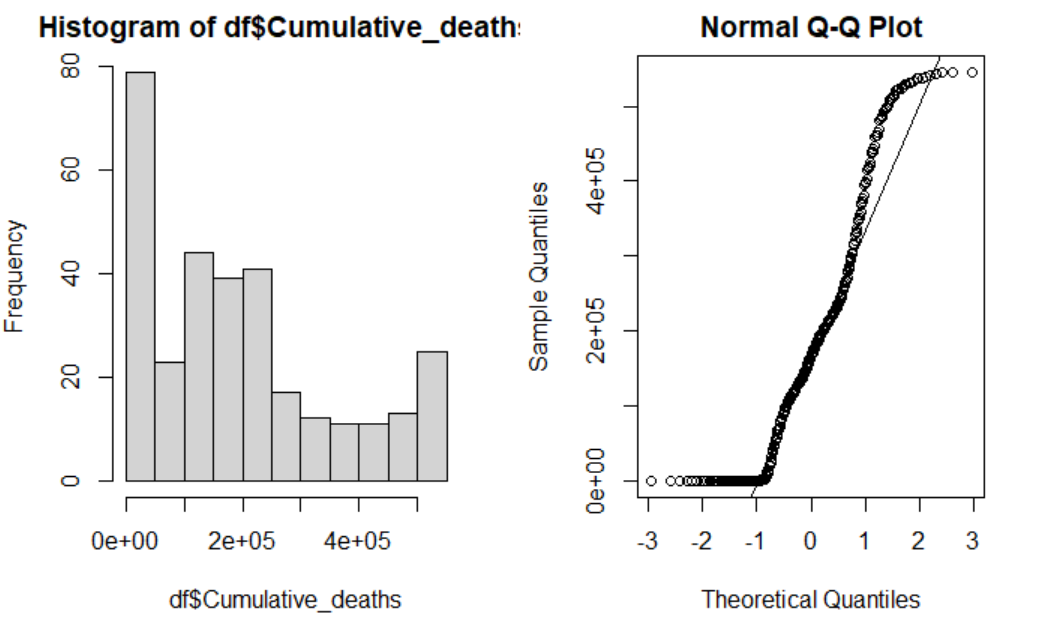 Histogram of df$Cumulative_deaths
Frequency
80
60
40
20
0
0e+00 2e+05 4e+05
df$Cumulative_deaths
Normal Q-Q Plot
Sample Quantiles
4e+05
2e+05
0e+00
-3 -2 -1 0 1 2 3
Theoretical Quantiles